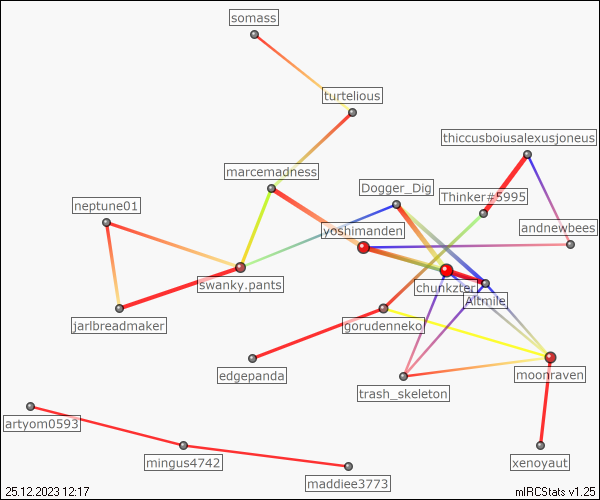 somass
turtelious
thiccusboiusalexusjoneus
marcemadness
Dogger_Dig
Thinker#5995
neptune01
yoshimanden
andnewbees
swanky.pants
chunkzter
Altmile
jarlbreadmaker
gorudenneko
edgepanda
moonraven
trash_skeleton
artyom0593
mingus4742
xenoyaut
maddiee3773
25.12.2023 12:17
mIRCStats v1.25